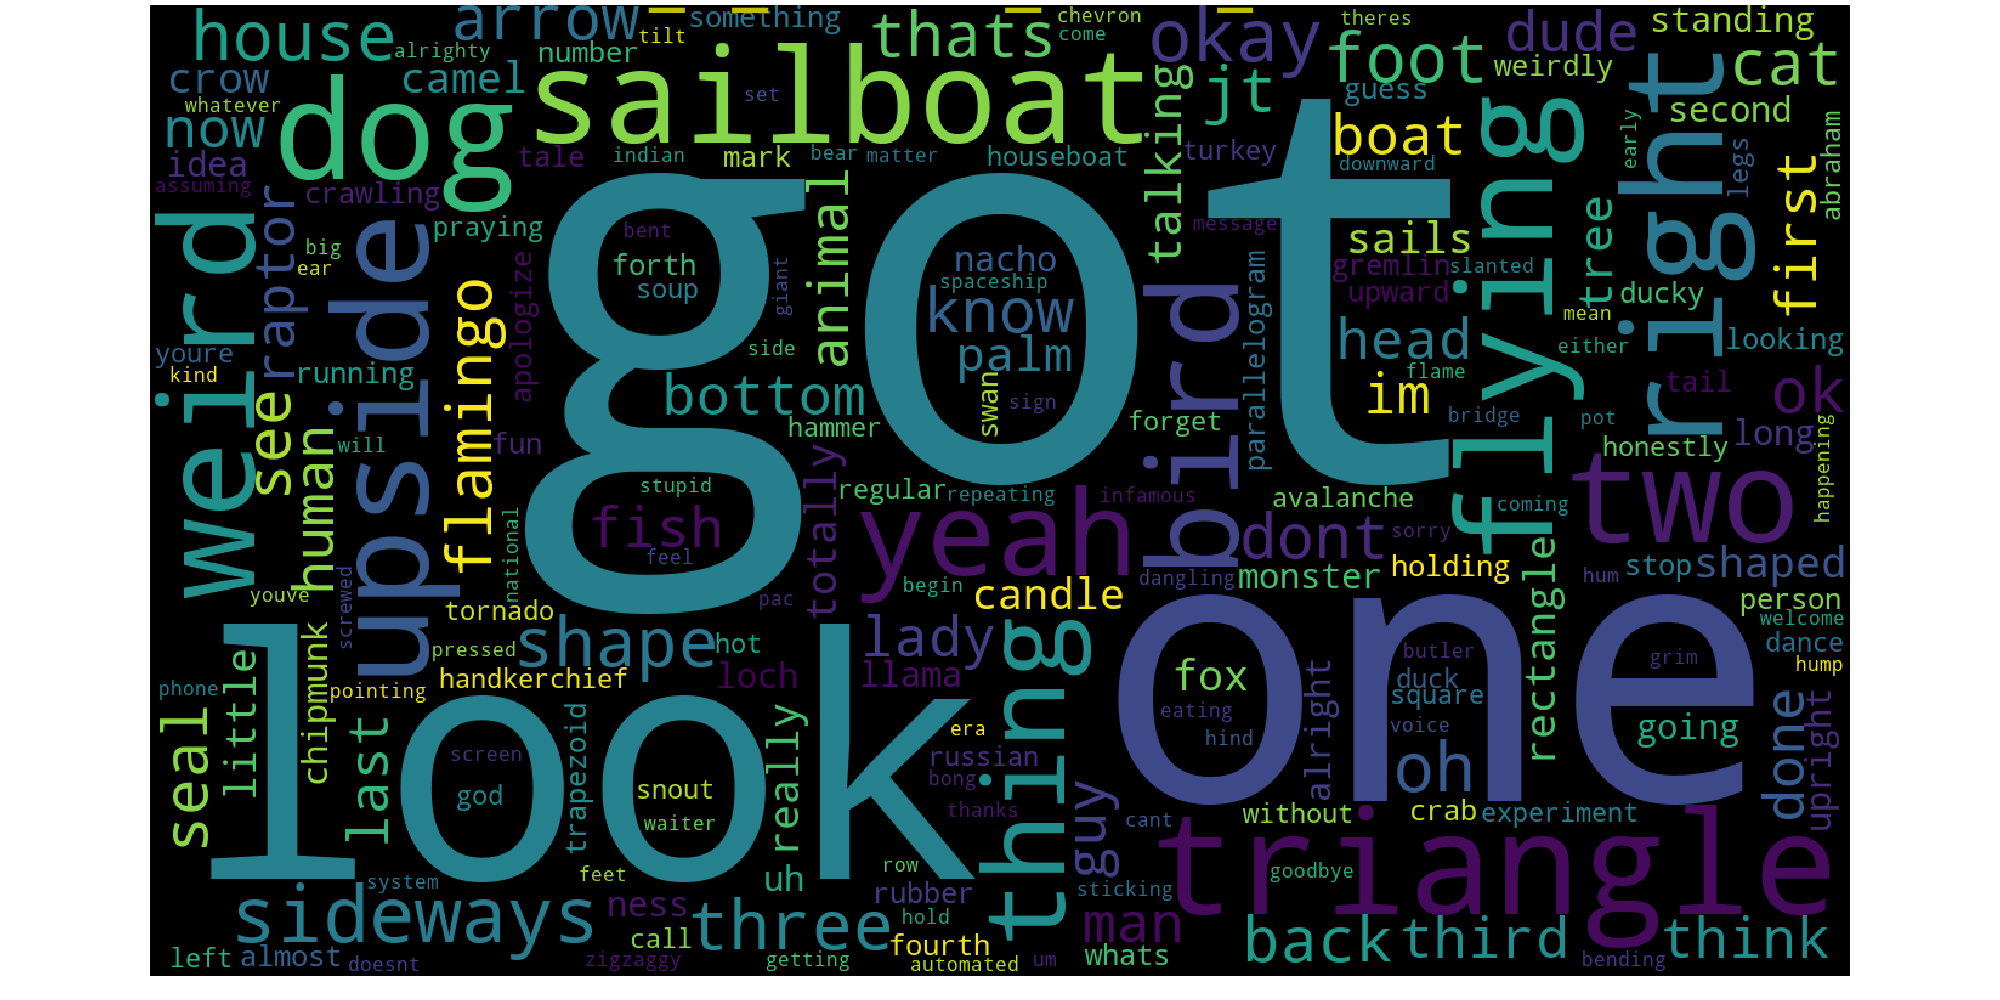 house
alrighty
arrow
tilt
something
number
thats
chevron
come
okay
theres
dude
standing
weirdly
cat
crow
camel
sailboat
set
jt
foot
guess
right
second
whatever
now
dog
talking
boat
flying
early
legs
idea
tale
indian
mark
bear
matter
houseboat
turkey
downward
first
abraham
assuming
crawling
praying
animal
got
message
sails
tree
weird
raptor
big
ear
upside
apologize
bent
forth
soup
giant
nacho
spaceship
know
palm
bird
parallelogram
gremlin
slanted
upward
ducky
mean
youre
kind
running
flamingo
side
head
either
looking
see
bottom
swan
sign
im
flame
tail
ok
human
will
fun
hammer
forget
bridge
pot
honestly
long
happening
national
stupid
totally
regular
repeating
infamous
avalanche
coming
two
fish
feel
yeah
dont
sorry
screwed
youve
tornado
pac
begin
candle
dangling
monster
holding
rectangle
hum
stop
shaped
person
welcome
chipmunk
pressed
shape
hot
lady
thing
one
dance
hump
phone
little
pointing
handkerchief
loch
llama
fox
butler
duck
square
grim
seal
last
look
screen
trapezoid
really
era
eating
hind
alright
voice
going
done
upright
god
snout
waiter
russian
bong
thanks
guy
oh
cant
without
crab
experiment
system
feet
uh
row
rubber
sticking
goodbye
triangle
sideways
ness
three
hold
man
left
almost
doesnt
call
zigzaggy
getting
fourth
automated
um
whats
back
third
bending
think